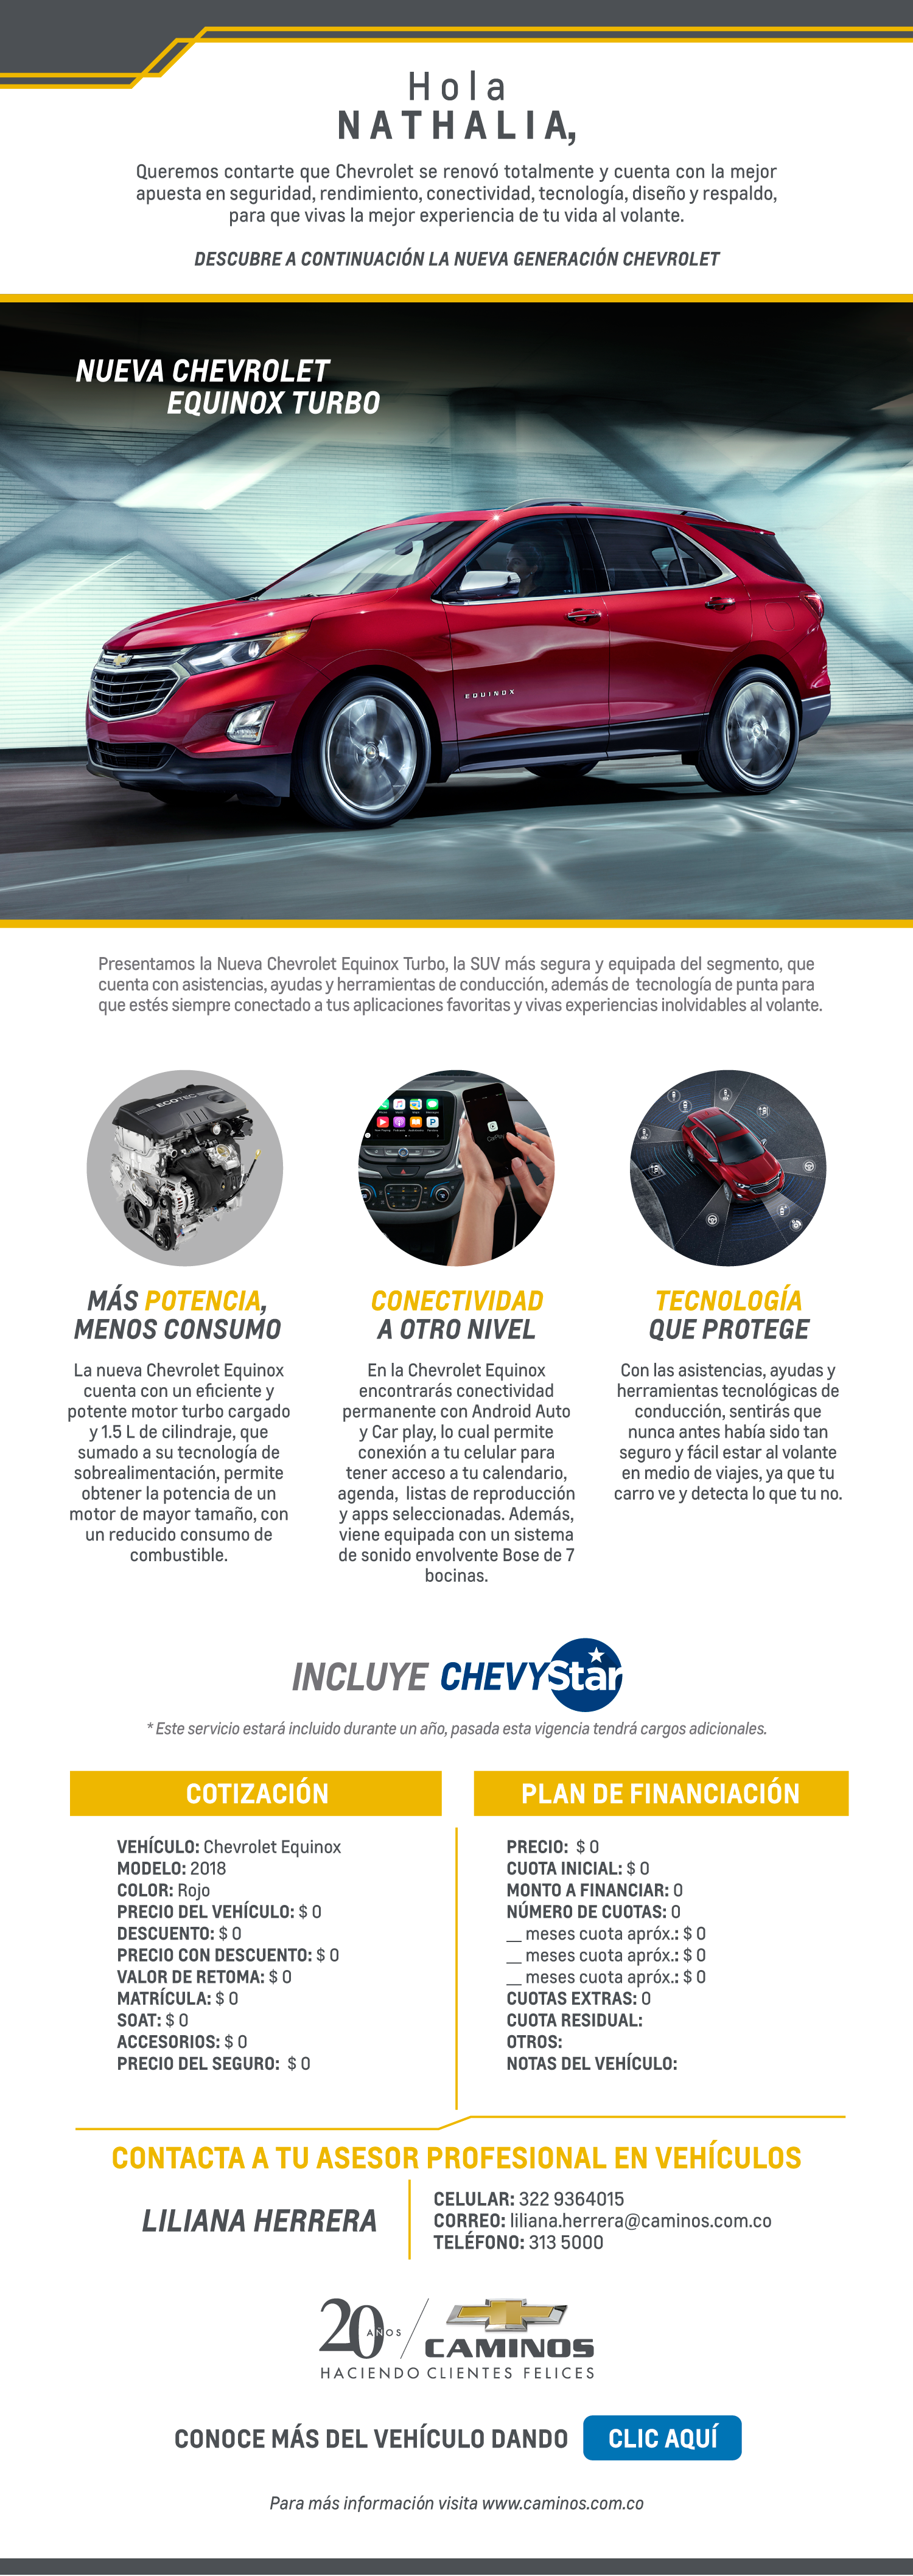 Hola
NATHALIA,
Queremos contarte que Chevrolet se renovó totalmente y cuenta con la mejor
apuesta en seguridad, rendimiento, conectividad, tecnología, diseño y respaldo,
para que vivas la mejor experiencia de tu vida al volante.
DESCUBRE A CONTINUACIÓN LA NUEVA GENERACIÓN CHEVROLET
NUEVA CHEVROLET
EQUINOX TURBO
EQUINOX
Presentamos la Nueva Chevrolet Equinox Turbo, la SUV más segura y equipada del segmento, que
cuenta con asistencias, ayudas y herramientas de conducción, además de tecnología de punta para
que estés siempre conectado a tus aplicaciones favoritas y vivas experiencias inolvidables al volante.
ECOTEC
CarPlay
MÁS POTENCIA,
MENOS CONSUMO
La nueva Chevrolet Equinox
cuenta con un eficiente y
potente motor turbo cargado
y 1.5 L de cilindraje, que
sumado a su tecnología de
sobrealimentación, permite
obtener la potencia de un
motor de mayor tamaño, con
un reducido consumo de
combustible.
CONECTIVIDAD
A OTRO NIVEL
En la Chevrolet Equinox
encontrarás conectividad
permanente con Android Auto
y Car play, lo cual permite
conexión a tu celular para
tener acceso a tu calendario,
agenda, listas de reproducción
y apps seleccionadas. Además,
viene equipada con un sistema
de sonido envolvente Bose de 7
bocinas.
TECNOLOGÍA
QUE PROTEGE
Con las asistencias, ayudas y
herramientas tecnológicas de
conducción, sentirás que
nunca antes había sido tan
seguro y fácil estar al volante
en medio de viajes, ya que tu
carro ve y detecta lo que tu no.
INCLUYE CHEVYStar
* Este servicio estará incluido durante un año, pasada esta vigencia tendrá cargos adicionales.
COTIZACIÓN
VEHÍCULO: Chevrolet Equinox
MODELO: 2018
COLOR: Rojo
PRECIO DEL VEHÍCULO: $ 0
DESCUENTO: $ 0
PRECIO CON DESCUENTO: $ 0
VALOR DE RETOMA: $ 0
MATRÍCULA: $ 0
SOAT: $ 0
ACCESORIOS: $ 0
PRECIO DEL SEGURO: $ 0
PLAN DE FINANCIACIÓN
PRECIO: $ 0
CUOTA INICIAL: $ 0
MONTO A FINANCIAR: 0
NÚMERO DE CUOTAS: 0
__ meses cuota apróx.: $ 0
__ meses cuota apróx.: $ 0
__ meses cuota apróx.: $ 0
CUOTAS EXTRAS: 0
CUOTA RESIDUAL:
OTROS:
NOTAS DEL VEHÍCULO:
CONTACTA A TU ASESOR PROFESIONAL EN VEHÍCULOS
LILIANA HERRERA
CELULAR: 322 9364015
CORREO: liliana.herrera@caminos.com.co
TELÉFONO: 313 5000
20 AÑOS
CAMINOS
HACIENDO CLIENTES FELICES
CONOCE MÁS DEL VEHÍCULO DANDO CLIC AQUÍ
Para más información visita www.caminos.com.co